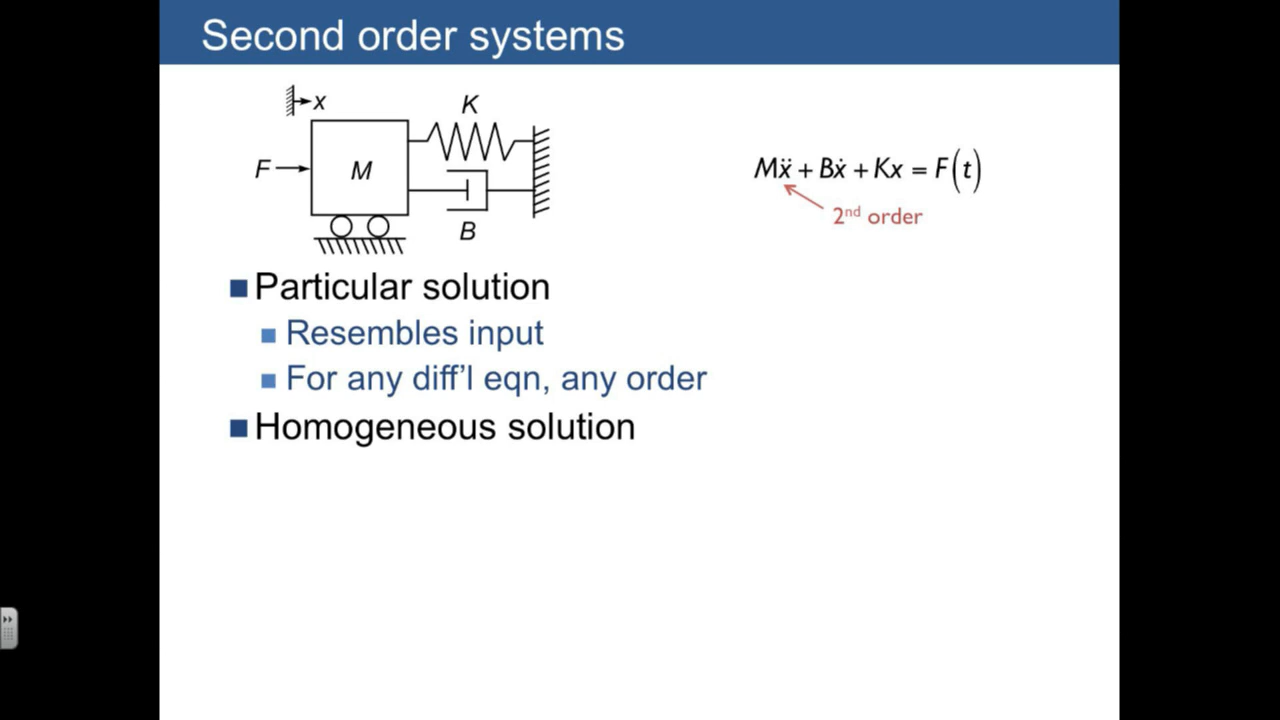 Second order systems
x
K
F
M
B
Mẍ + Bẋ + Kx = F(t)
2nd order
Particular solution
Resembles input
For any diff'l eqn, any order
Homogeneous solution